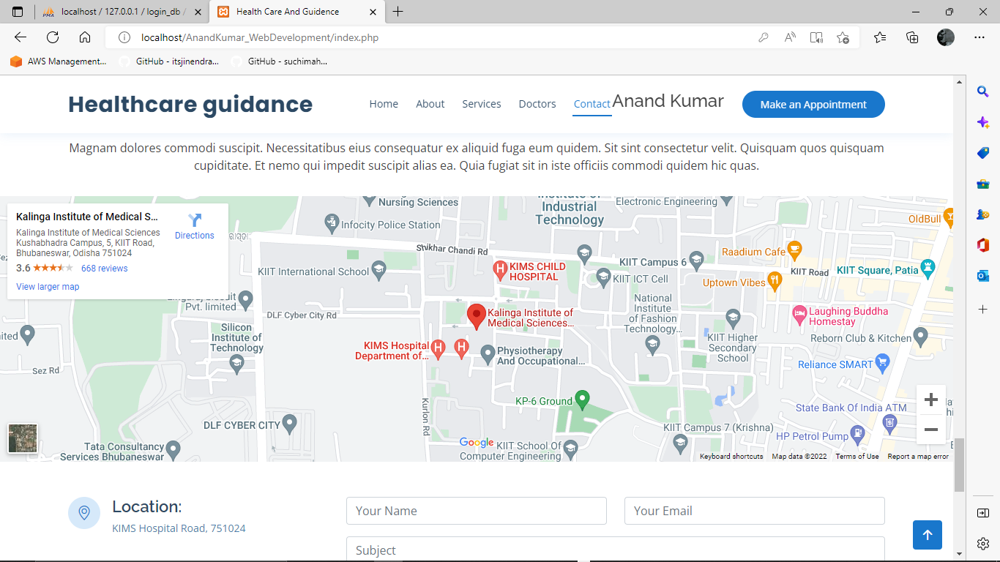 localhost / 127.0.0.1 / login_db /
Health Care And Guidence
localhost/AnandKumar_WebDevelopment/index.php
AWS Management...
GitHub - itsjinendra...
GitHub - suchimah...
Healthcare guidance
Home
About
Services
Doctors
Contact
Anand Kumar
Make an Appointment
Magnam dolores commodi suscipit. Necessitatibus eius consequatur ex aliquid fuga eum quidem. Sit sint consectetur velit. Quisquam quos quisquam
cupiditate. Et nemo qui impedit suscipit alias ea. Quia fugiat sit in iste officiis commodi quidem hic quas.
Kalinga Institute of Medical S...
Kalinga Institute of Medical Sciences
Kushabhadra Campus, 5, KIIT Road,
Bhubaneswar, Odisha 751024
3.6
668 reviews
View larger map
Directions
Nursing Sciences
Infocity Police Station
Institute of
Industrial
Technology
Electronic Engineering
OldBull
Shikhar Chandi Rd
Raadium Cafe
KIIT International School
KIMS CHILD
HOSPITAL
KIIT Campus 6
KIIT ICT Cell
KIIT Road
KIIT Square, Patia
Uptown Vibes
Pvt. limited
DLF Cyber City Rd
Kalinga Institute of
Medical Sciences...
National
Institute
of Fashion
Technology...
Laughing Buddha
Homestay
Silicon
Institute of
Technology
KIMS Hospital
Department of...
Physiotherapy
And Occupational...
KIIT Higher
Secondary
School
Reborn Club & Kitchen
Reliance SMART
Sez Rd
Kurlon Rd
KP-6 Ground
State Bank Of India ATM
DLF CYBER CITY
KIIT Campus 7 (Krishna)
HP Petrol Pump
Tata Consultancy
Services Bhubaneswar
Google
KIIT School Of
Computer Engineering
Keyboard shortcuts
Map data ©2022
Terms of Use
Report a map error
Location:
KIMS Hospital Road, 751024
Your Name
Your Email
Subject